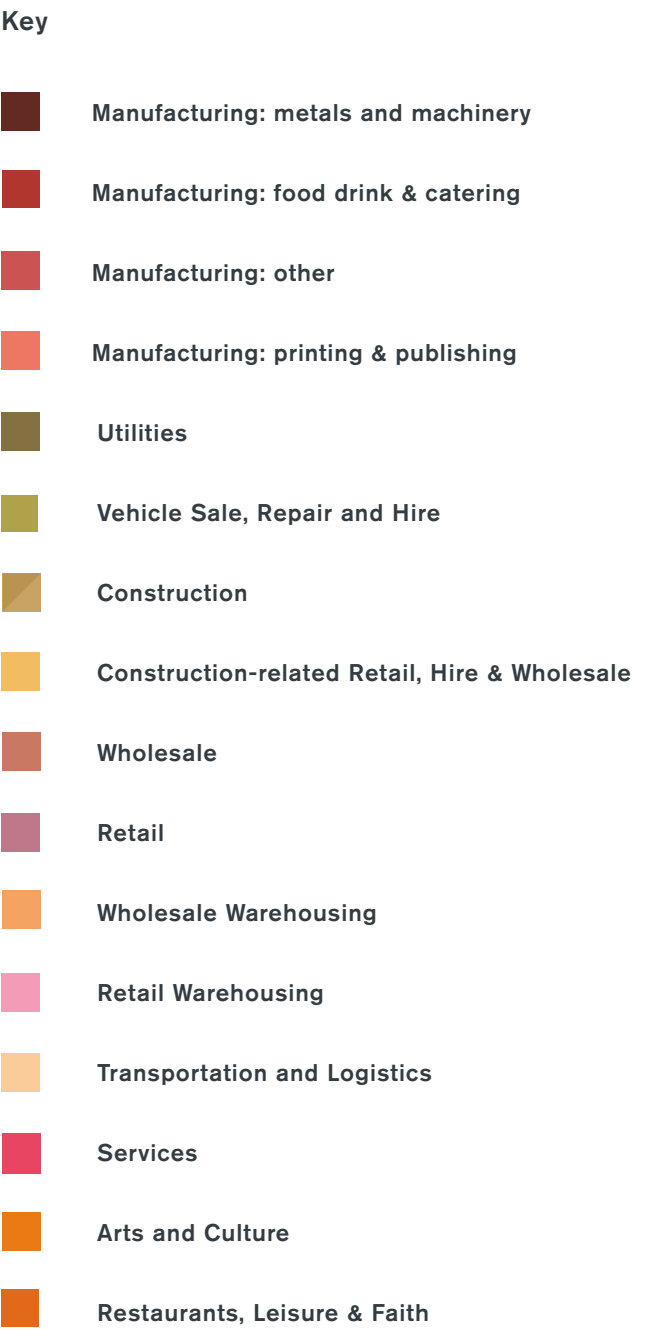 Key
Manufacturing: metals and machinery
Manufacturing: food drink & catering
Manufacturing: other
Manufacturing: printing & publishing
Utilities
Vehicle Sale, Repair and Hire
Construction
Construction-related Retail, Hire & Wholesale
Wholesale
Retail
Wholesale Warehousing
Retail Warehousing
Transportation and Logistics
Services
Arts and Culture
Restaurants, Leisure & Faith